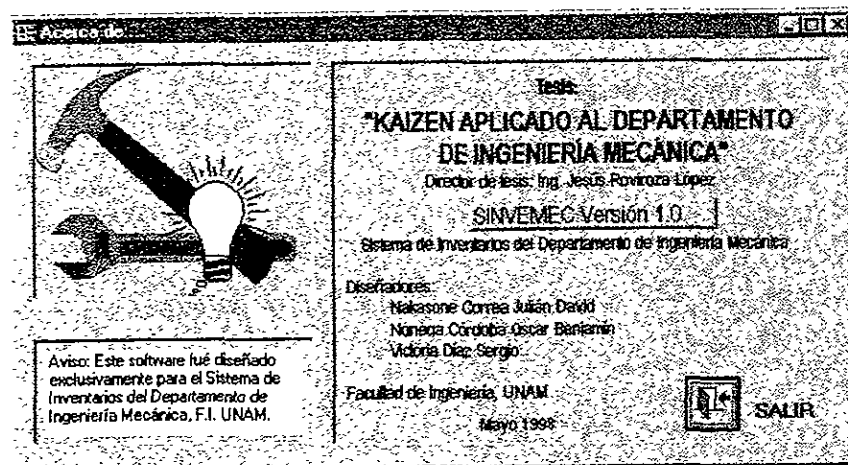 Acerca de...
Tesis:
"KAIZEN APLICADO AL DEPARTAMENTO
DE INGENIERÍA MECÁNICA"
Director de tesis: Ing. Jesús Roviroza López
SINVEMEC Versión 1.0
Sistema de Inventarios del Departamento de Ingeniería Mecánica
Diseñadores:
Nakasone Correa Julián David
Noriega Córdoba Oscar Benjamín
Victoria Díaz Sergio
Facultad de Ingeniería, UNAM
Mayo 1998
SALIR
Aviso: Este software fué diseñado
exclusivamente para el Sistema de
Inventarios del Departamento de
Ingeniería Mecánica, F.I. UNAM.